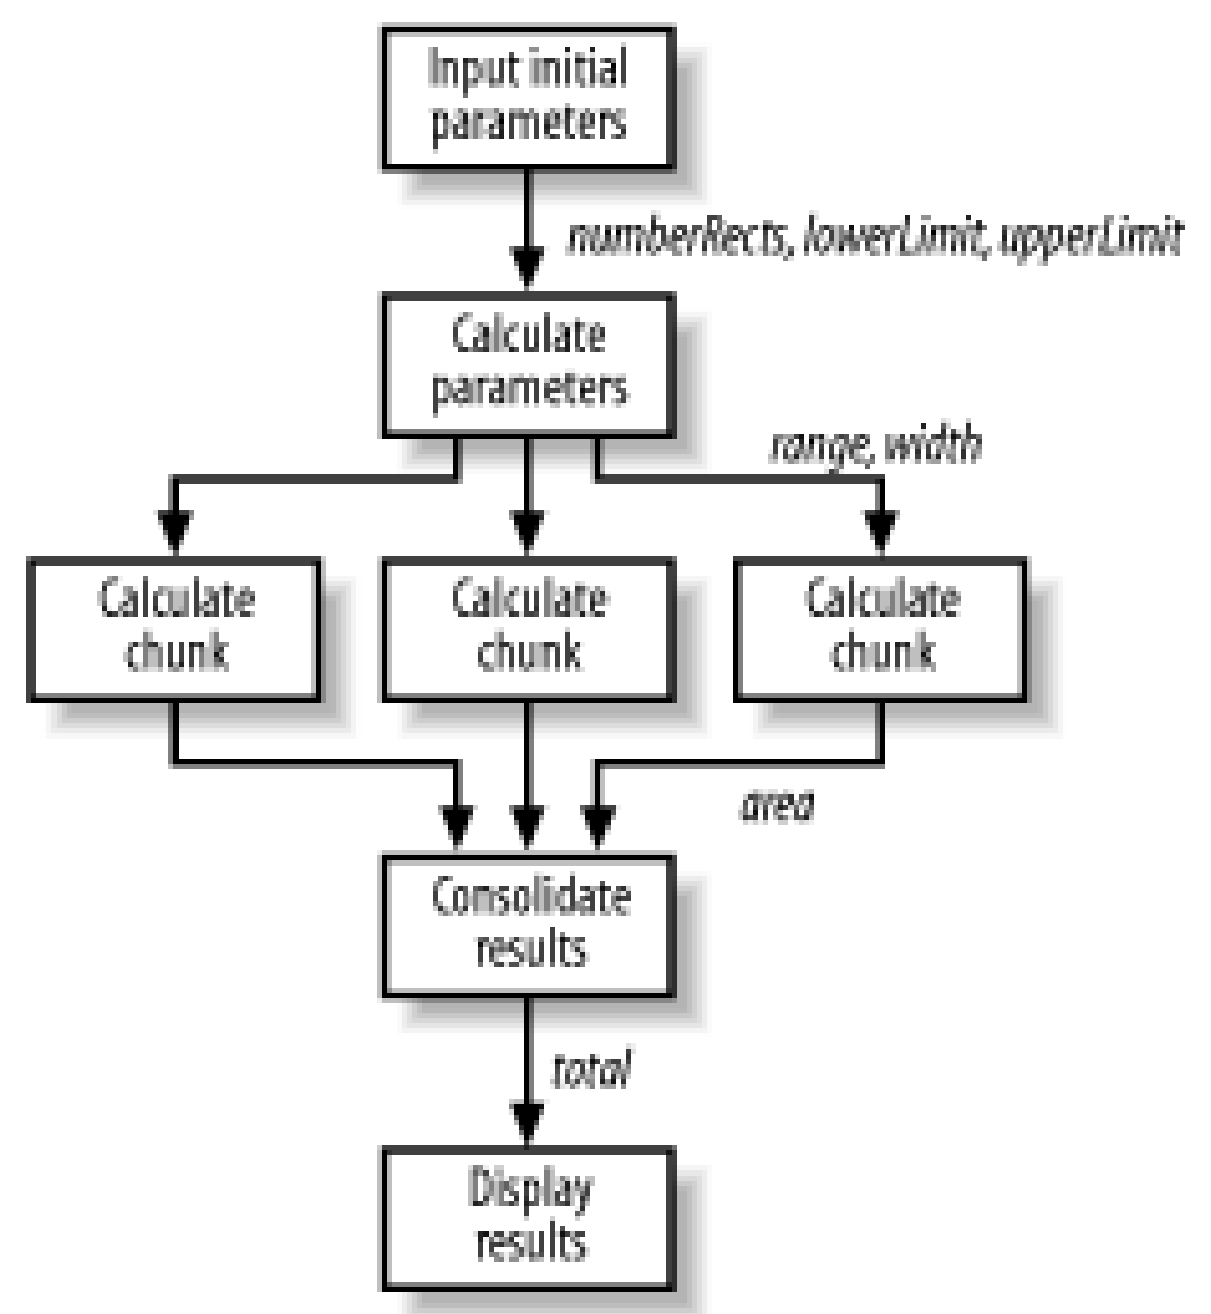 Input initial
parameters
numberRects, lowerLimit, upperLimit
Calculate
parameters
range, width
Calculate
chunk
Calculate
chunk
Calculate
chunk
area
Consolidate
results
total
Display
results